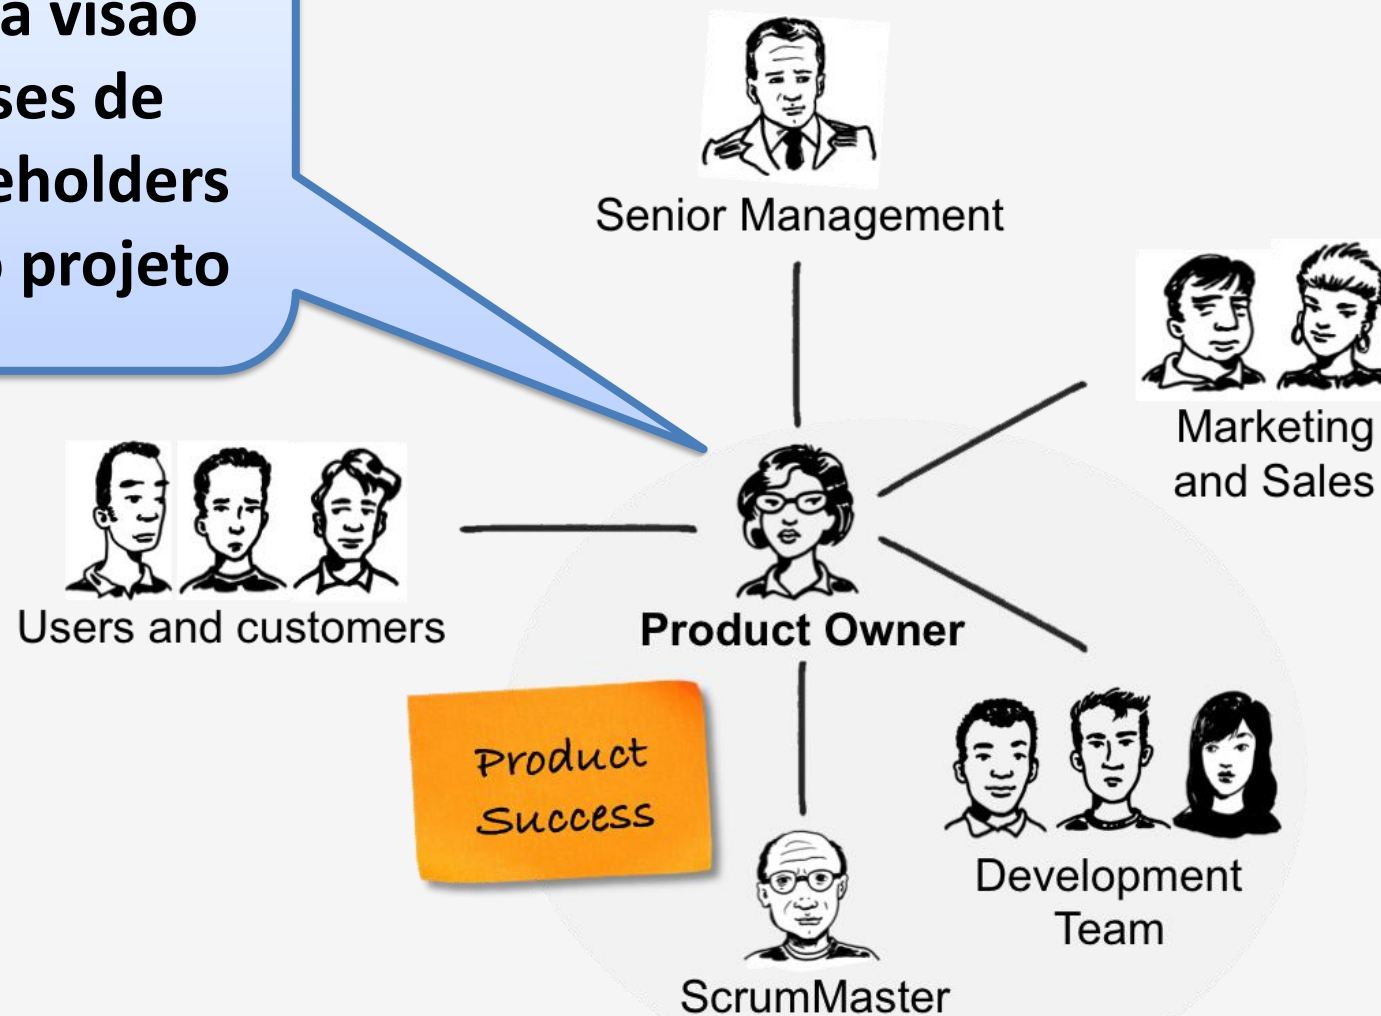 a visão
ses de
eholders
o projeto
Senior Management
Marketing
and Sales
Users and customers
Product Owner
Product
Success
Development
Team
ScrumMaster